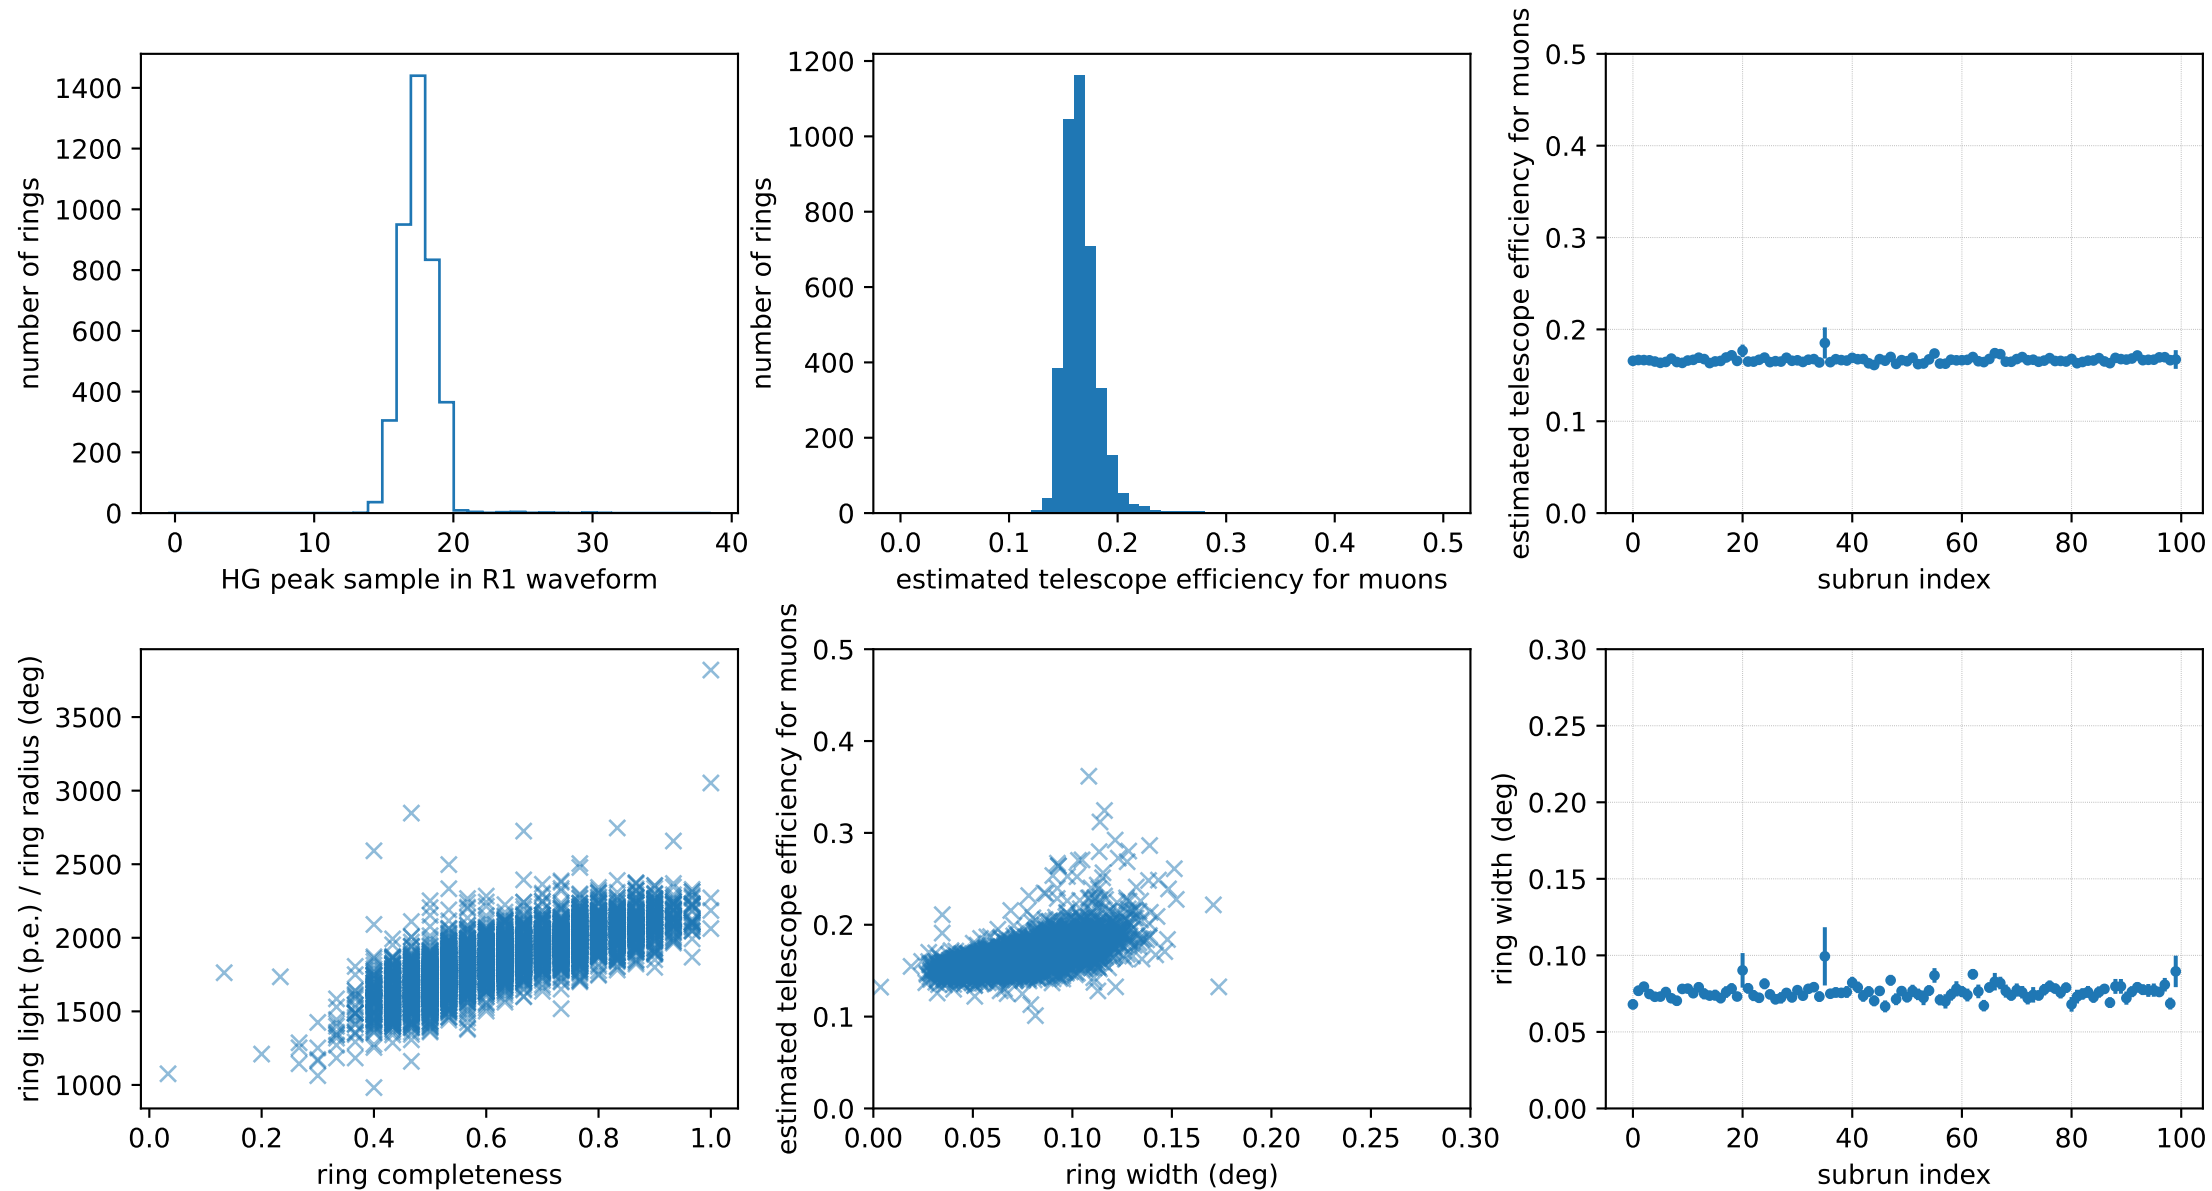 number of rings
1400
1200
1000
800
600
400
200
0
0 10 20 30 40
HG peak sample in R1 waveform
number of rings
1200
1000
800
600
400
200
0
0.0 0.1 0.2 0.3 0.4 0.5
estimated telescope efficiency for muons
estimated telescope efficiency for muons
0.5
0.4
0.3
0.2
0.1
0.0
0 20 40 60 80 100
subrun index
ring light (p.e.) / ring radius (deg)
3500
3000
2500
2000
1500
1000
0.0 0.2 0.4 0.6 0.8 1.0
ring completeness
estimated telescope efficiency for muons
0.5
0.4
0.3
0.2
0.1
0.0
0.00 0.05 0.10 0.15 0.20 0.25 0.30
ring width (deg)
ring width (deg)
0.30
0.25
0.20
0.15
0.10
0.05
0.00
0 20 40 60 80 100
subrun index